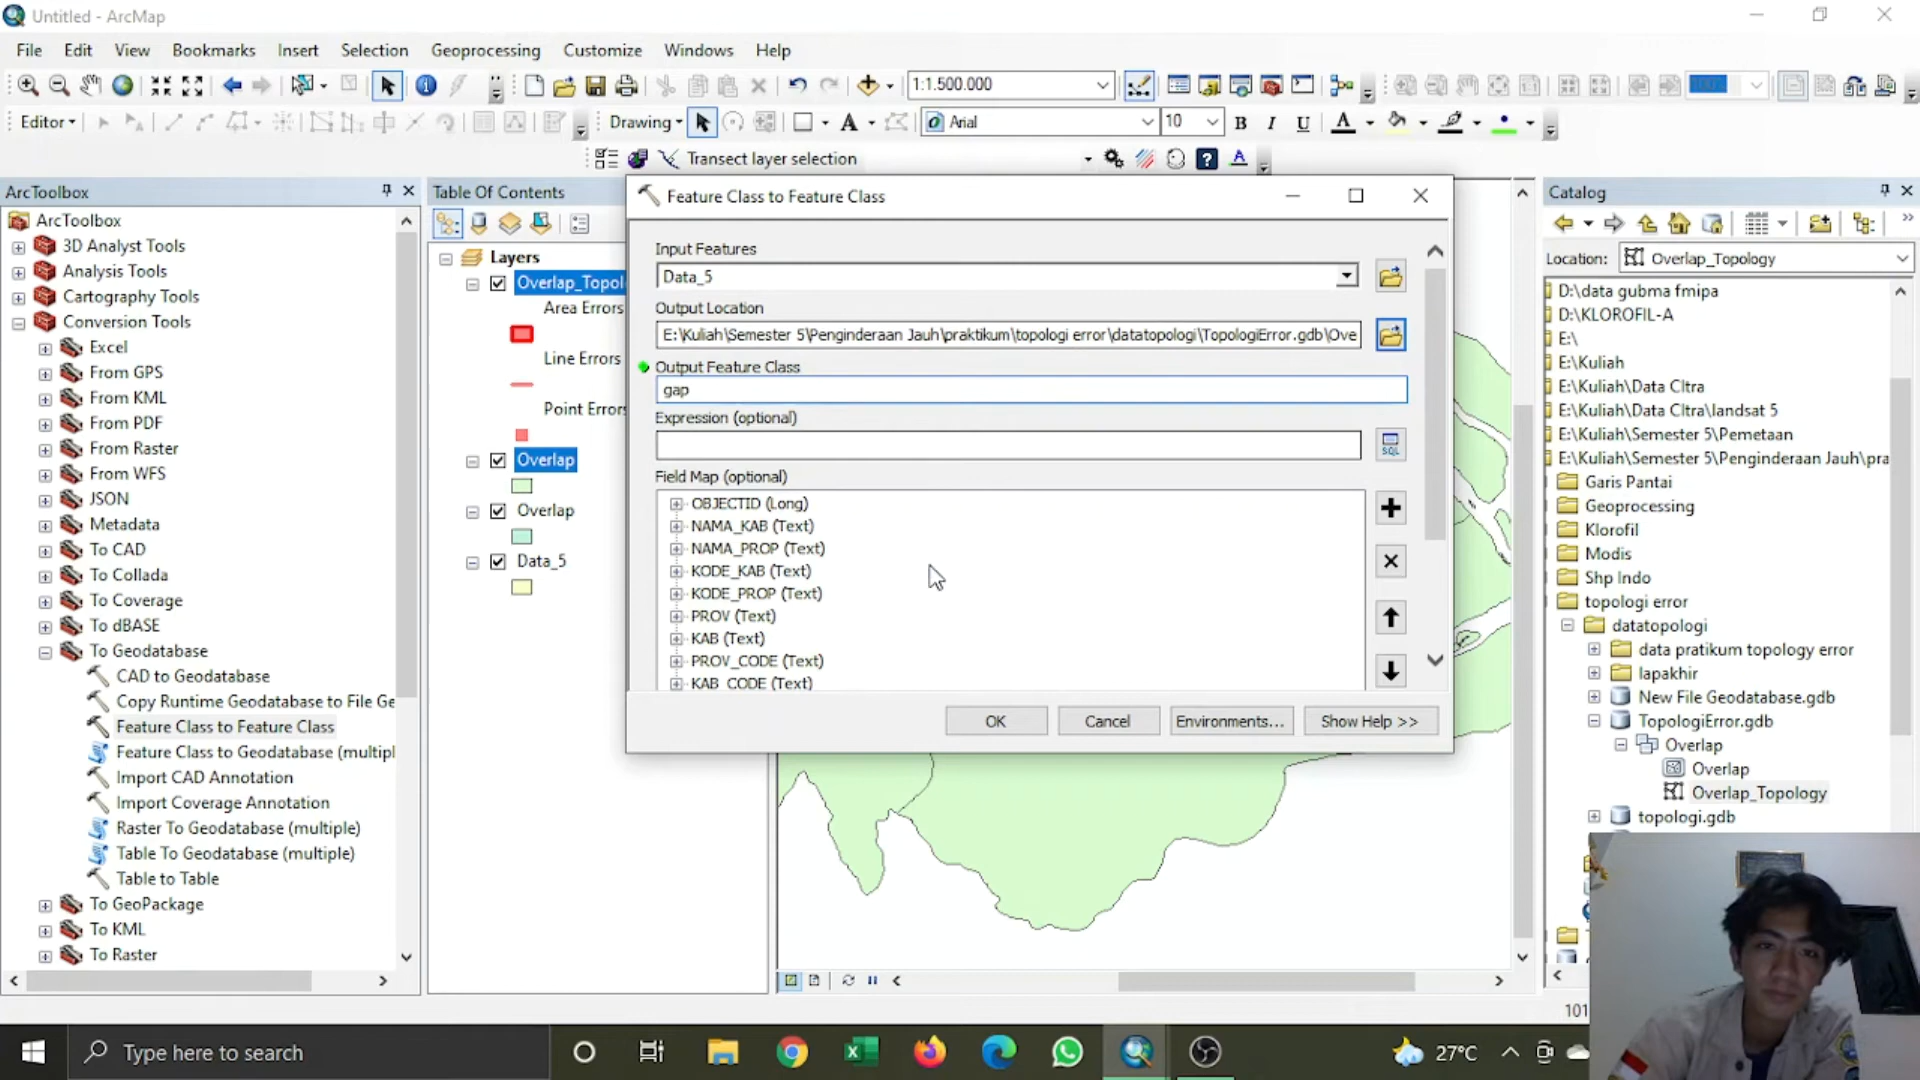 Untitled - ArcMap
File Edit View Bookmarks Insert Selection Geoprocessing Customize Windows Help
1:1.500.000
Editor
Drawing
Arial
10
B I U A
Transect layer selection
ArcToolbox
ArcToolbox
3D Analyst Tools
Analysis Tools
Cartography Tools
Conversion Tools
Excel
From GPS
From KML
From PDF
From Raster
From WFS
JSON
Metadata
To CAD
To Collada
To Coverage
To dBASE
To Geodatabase
CAD to Geodatabase
Copy Runtime Geodatabase to File Ge
Feature Class to Feature Class
Feature Class to Geodatabase (multipl
Import CAD Annotation
Import Coverage Annotation
Raster To Geodatabase (multiple)
Table To Geodatabase (multiple)
Table to Table
To GeoPackage
To KML
To Raster
Table Of Contents
Layers
Overlap_Topol
Area Errors
Line Errors
Point Errors
Overlap
Overlap
Data_5
Feature Class to Feature Class
Input Features
Data_5
Output Location
E:\Kuliah\Semester 5\Penginderaan Jauh\praktikum\topologi error\datatopologi\TopologiError.gdb\Ove
Output Feature Class
gap
Expression (optional)
SQL
Field Map (optional)
OBJECTID (Long)
NAMA_KAB (Text)
NAMA_PROP (Text)
KODE_KAB (Text)
KODE_PROP (Text)
PROV (Text)
KAB (Text)
PROV_CODE (Text)
KAB_CODE (Text)
OK Cancel Environments... Show Help >>
Catalog
Location: Overlap_Topology
D:\data gubma fmipa
D:\KLOROFIL-A
E:\
E:\Kuliah
E:\Kuliah\Data CItra
E:\Kuliah\Data CItra\landsat 5
E:\Kuliah\Semester 5\Pemetaan
E:\Kuliah\Semester 5\Penginderaan Jauh\pra
Garis Pantai
Geoprocessing
Klorofil
Modis
Shp Indo
topologi error
datatopologi
data pratikum topology error
lapakhir
New File Geodatabase.gdb
TopologiError.gdb
Overlap
Overlap
Overlap_Topology
topologi.gdb
101
Type here to search
27°C